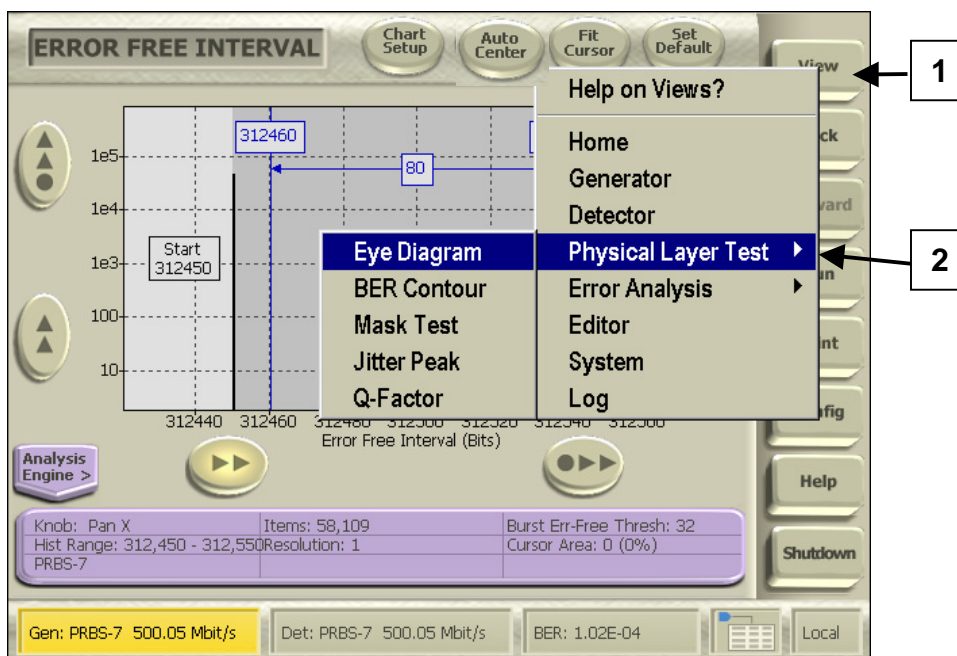 ERROR FREE INTERVAL
Chart Setup
Auto Center
Fit Cursor
Set Default
View
1
Help on Views?
Home
Generator
Detector
Physical Layer Test
2
Error Analysis
Editor
System
Log
Eye Diagram
BER Contour
Mask Test
Jitter Peak
Q-Factor
312460
80
1e5
1e4
1e3
100
10
Start
312450
312440 312460
Error Free Interval (Bits)
Analysis
Engine >
Help
Shutdown
Knob: Pan X
Items: 58,109
Burst Err-Free Thresh: 32
Hist Range: 312,450 - 312,550
Resolution: 1
Cursor Area: 0 (0%)
PRBS-7
Gen: PRBS-7 500.05 Mbit/s
Det: PRBS-7 500.05 Mbit/s
BER: 1.02E-04
Local